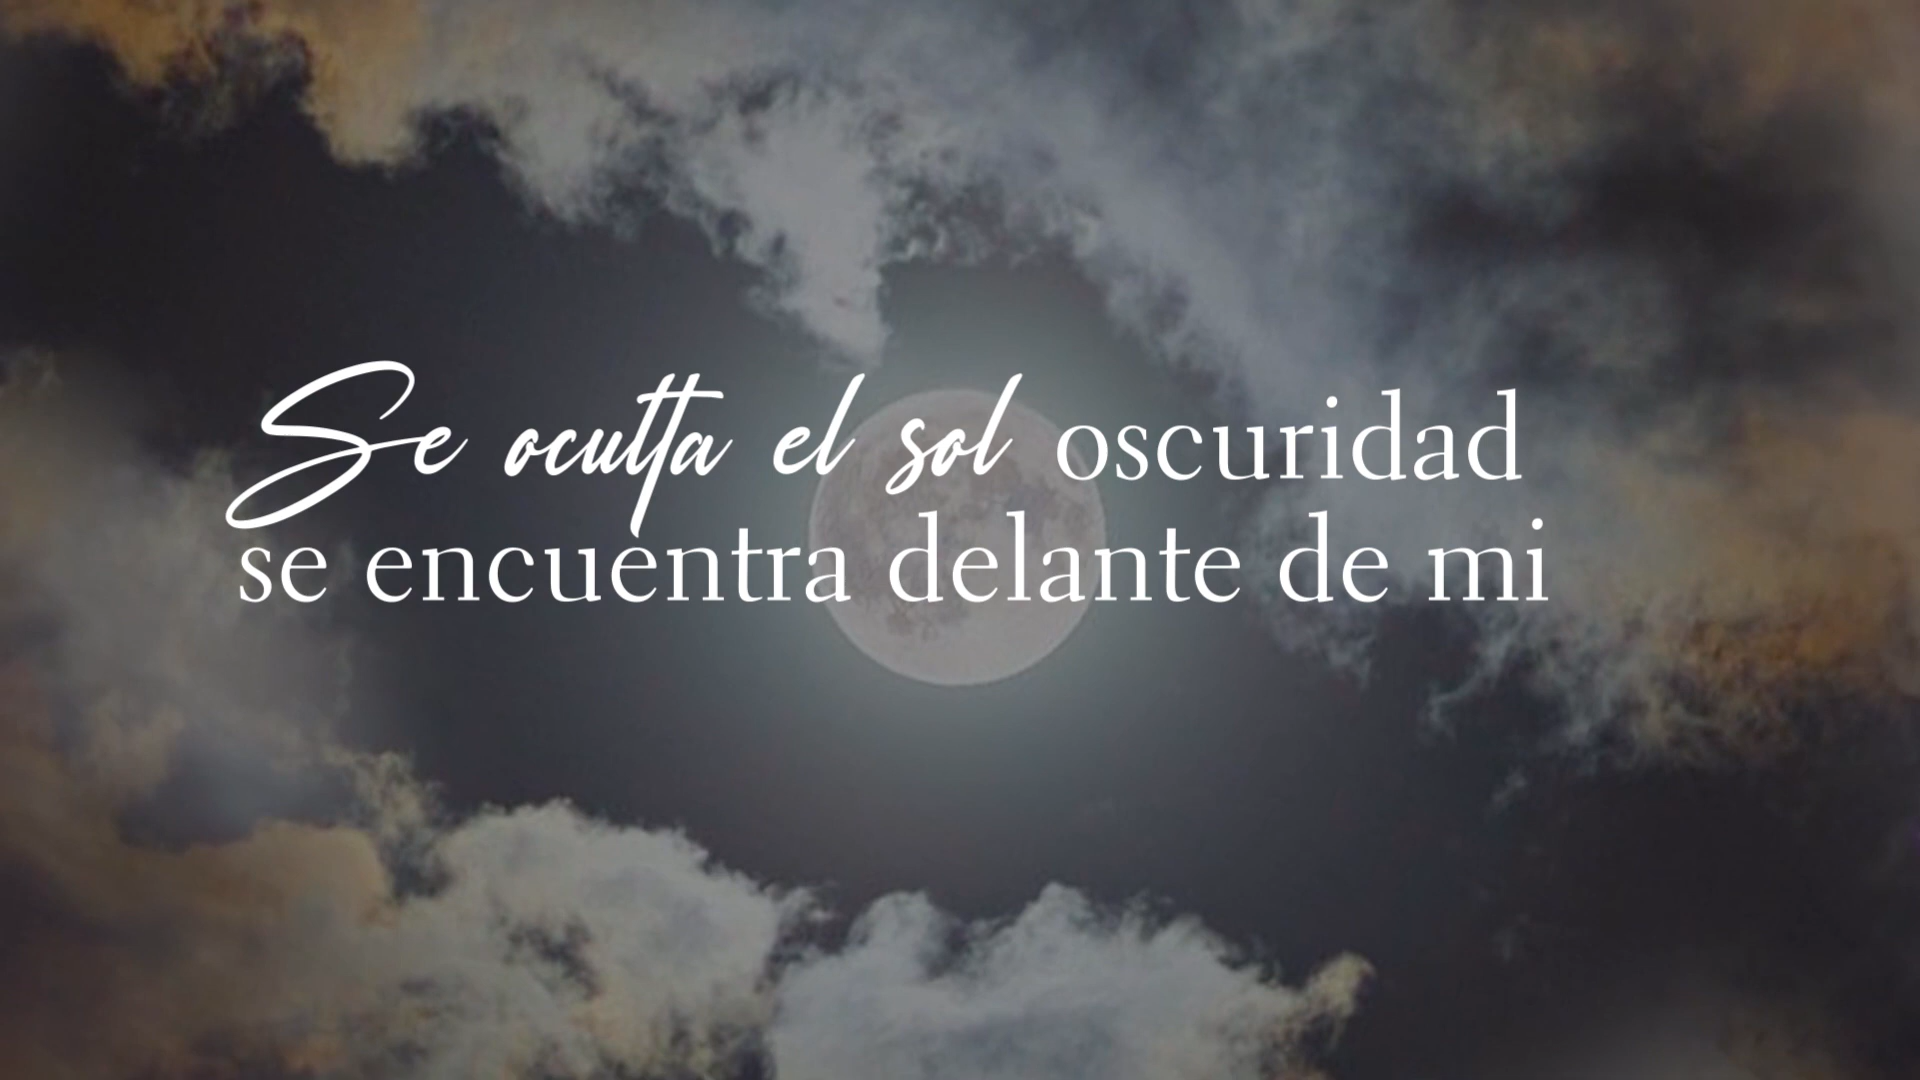 Se oculta el sol oscuridad
se encuentra delante de mi